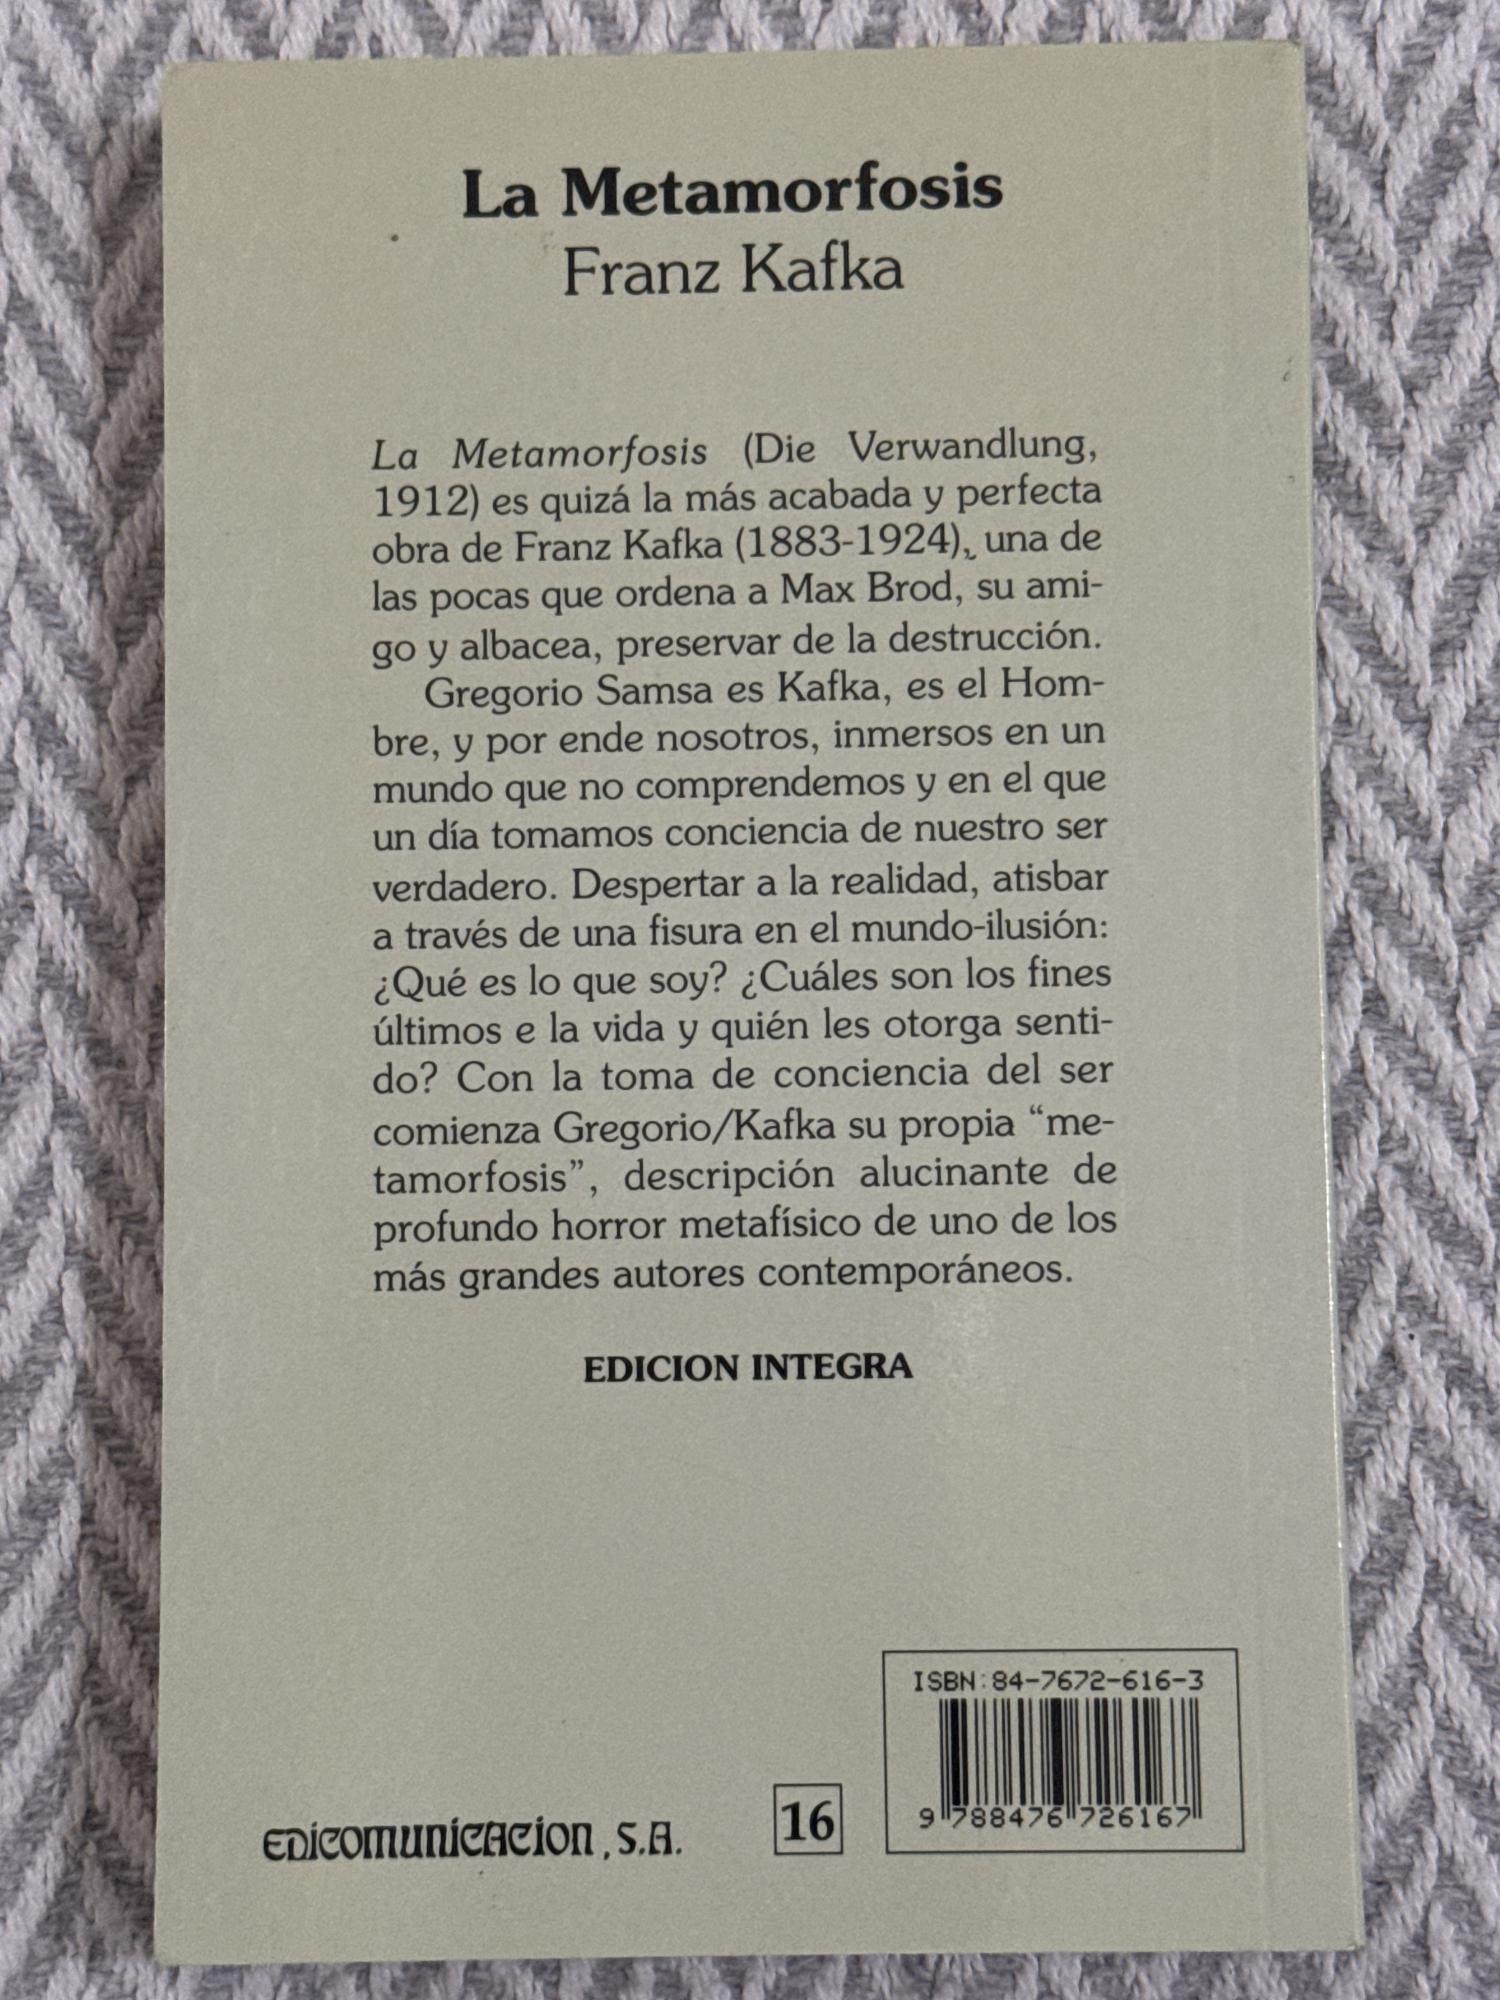 La Metamorfosis
Franz Kafka
La Metamorfosis (Die Verwandlung,
1912) es quizá la más acabada y perfecta
obra de Franz Kafka (1883-1924), una de
las pocas que ordena a Max Brod, su ami-
go y albacea, preservar de la destrucción.
Gregorio Samsa es Kafka, es el Hom-
bre, y por ende nosotros, inmersos en un
mundo que no comprendemos y en el que
un día tomamos conciencia de nuestro ser
verdadero. Despertar a la realidad, atisbar
a través de una fisura en el mundo-ilusión:
¿Qué es lo que soy? ¿Cuáles son los fines
últimos e la vida y quién les otorga senti-
do? Con la toma de conciencia del ser
comienza Gregorio/Kafka su propia “me-
tamorfosis”, descripción alucinante de
profundo horror metafísico de uno de los
más grandes autores contemporáneos.
EDICION INTEGRA
ISBN:84-7672-616-3
9 788476 726167
EDICOMUNICACION, S.A.
16